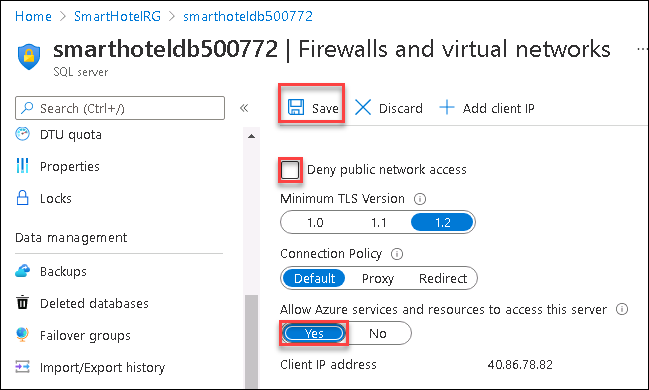 Home > SmartHotelRG > smarthoteldb500772
smarthoteldb500772 | Firewalls and virtual networks ...
SQL server
Search (Ctrl+/) «
DTU quota
Properties
Locks
Data management
Backups
Deleted databases
Failover groups
Import/Export history
Save Discard Add client IP
Deny public network access
Minimum TLS Version
1.0 1.1 1.2
Connection Policy
Default Proxy Redirect
Allow Azure services and resources to access this server
Yes No
Client IP address 40.86.78.82